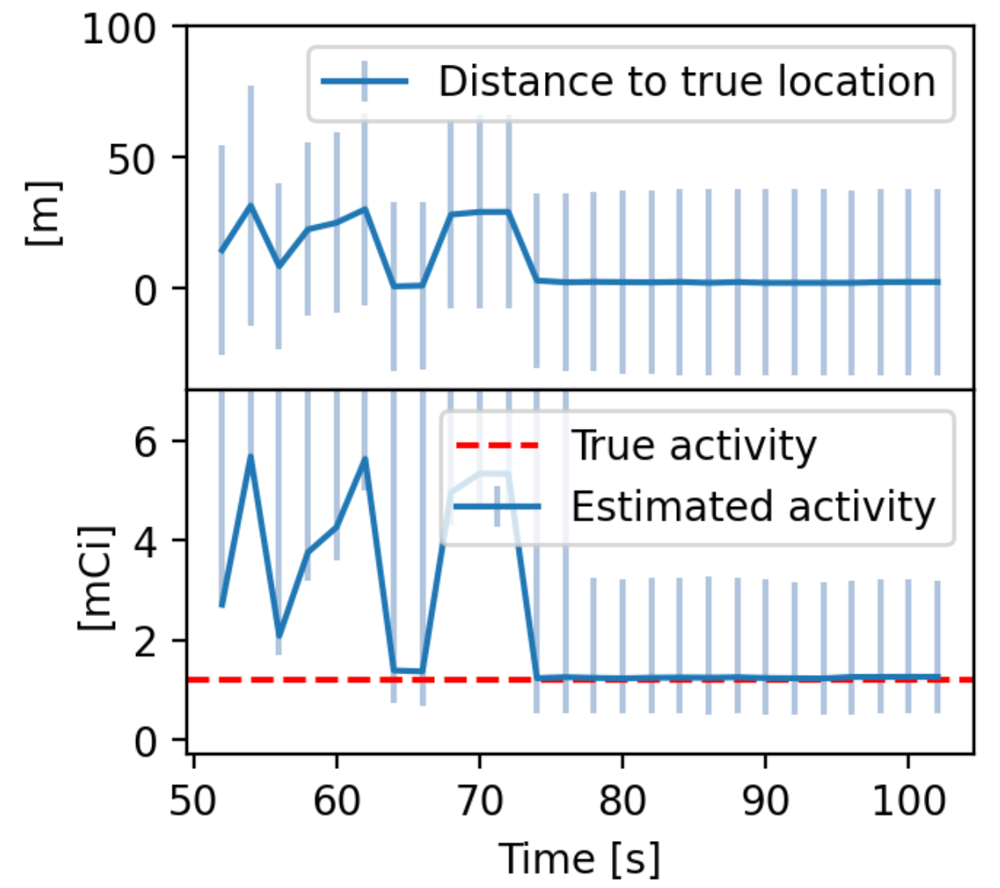 100
Distance to true location
50
[m]
0
6
True activity
Estimated activity
4
[mCi]
2
0
50 60 70 80 90 100
Time [s]